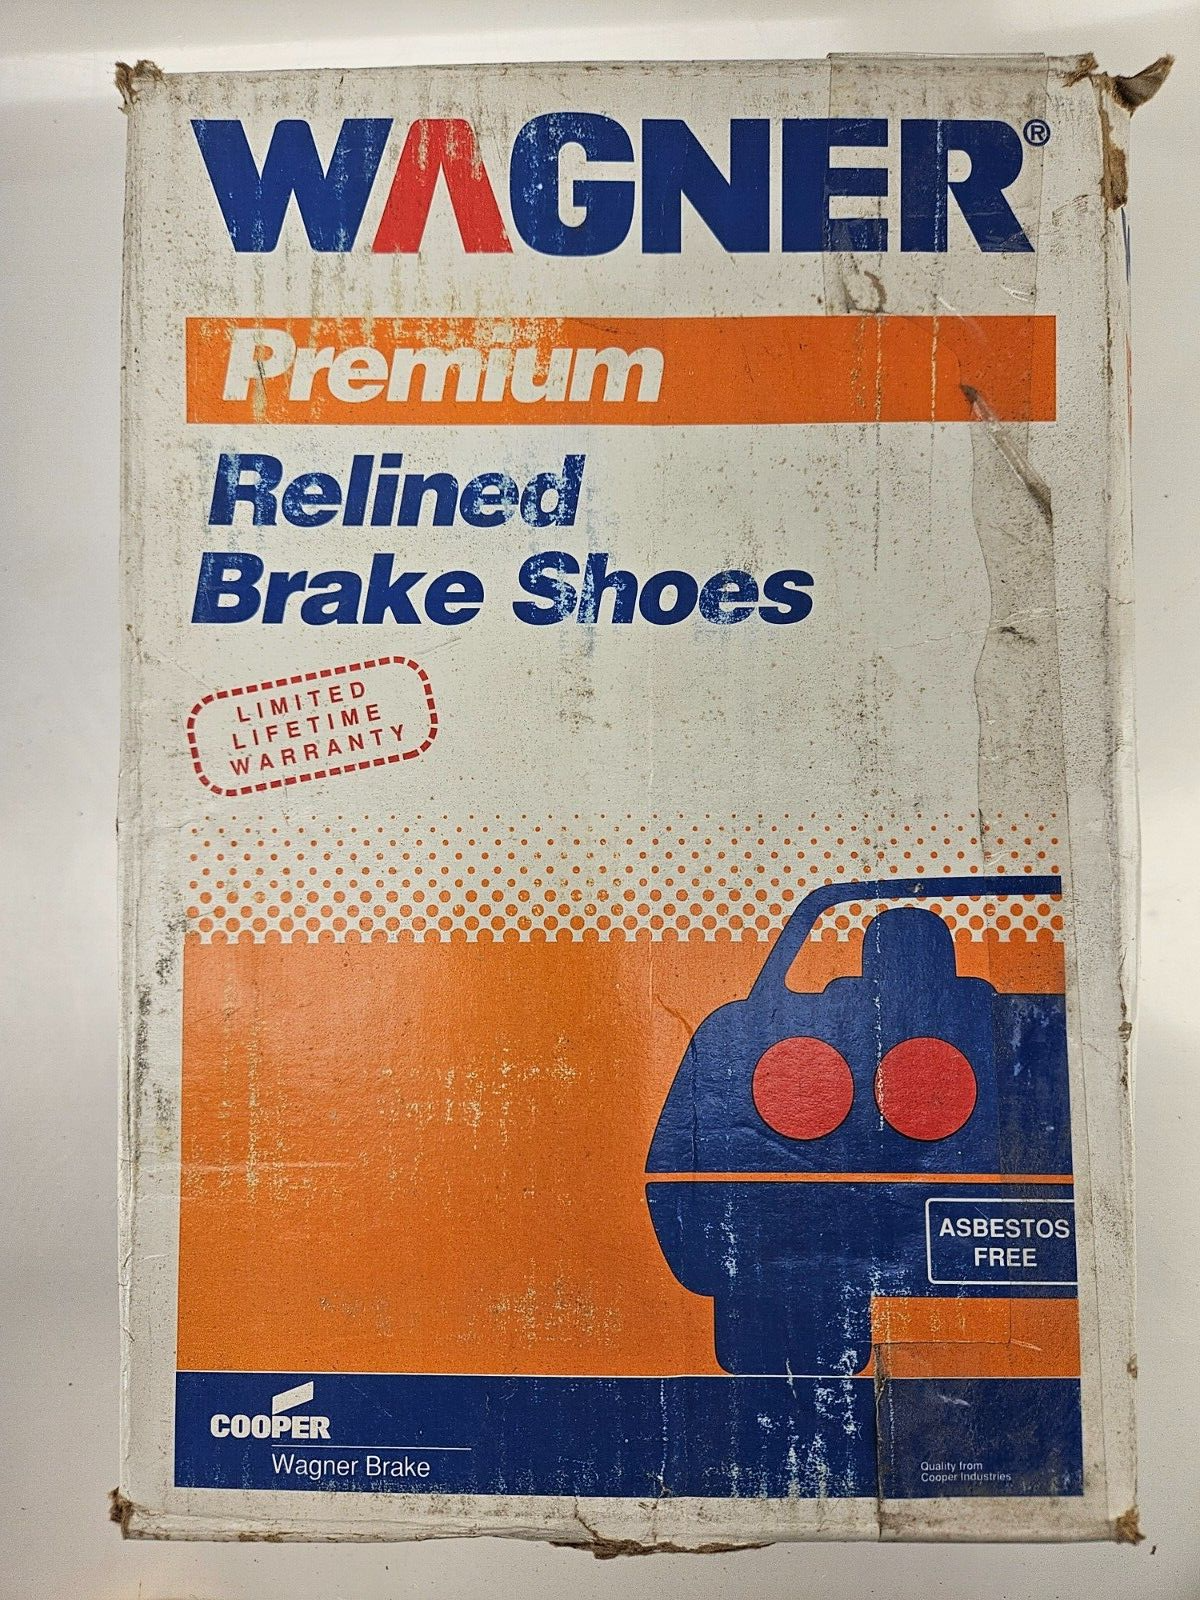 WAGNER®
Premium
Relined
Brake Shoes
LIMITED
LIFETIME
WARRANTY
ASBESTOS
FREE
COOPER
Wagner Brake
Quality from
Cooper Industries